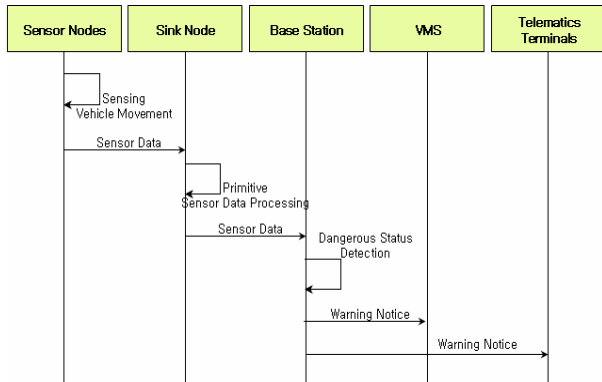 Sensor Nodes
Sink Node
Base Station
VMS
Telematics
Terminals
Sensing
Vehicle Movement
Sensor Data
Primitive
Sensor Data Processing
Sensor Data
Dangerous Status
Detection
Warning Notice
Warning Notice